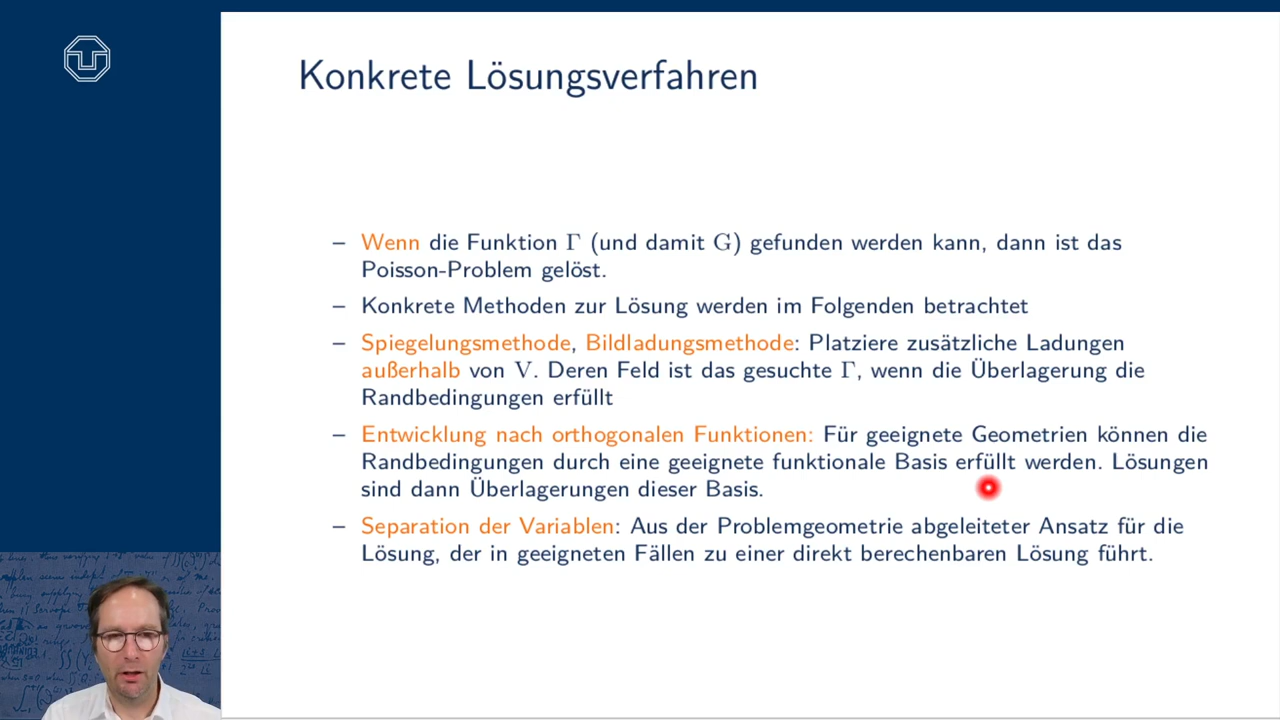 Konkrete Lösungsverfahren
– Wenn die Funktion Γ (und damit G) gefunden werden kann, dann ist das
Poisson-Problem gelöst.
– Konkrete Methoden zur Lösung werden im Folgenden betrachtet
– Spiegelungsmethode, Bildladungsmethode: Platziere zusätzliche Ladungen
außerhalb von V. Deren Feld ist das gesuchte Γ, wenn die Überlagerung die
Randbedingungen erfüllt
– Entwicklung nach orthogonalen Funktionen: Für geeignete Geometrien können die
Randbedingungen durch eine geeignete funktionale Basis erfüllt werden. Lösungen
sind dann Überlagerungen dieser Basis.
– Separation der Variablen: Aus der Problemgeometrie abgeleiteter Ansatz für die
Lösung, der in geeigneten Fällen zu einer direkt berechenbaren Lösung führt.